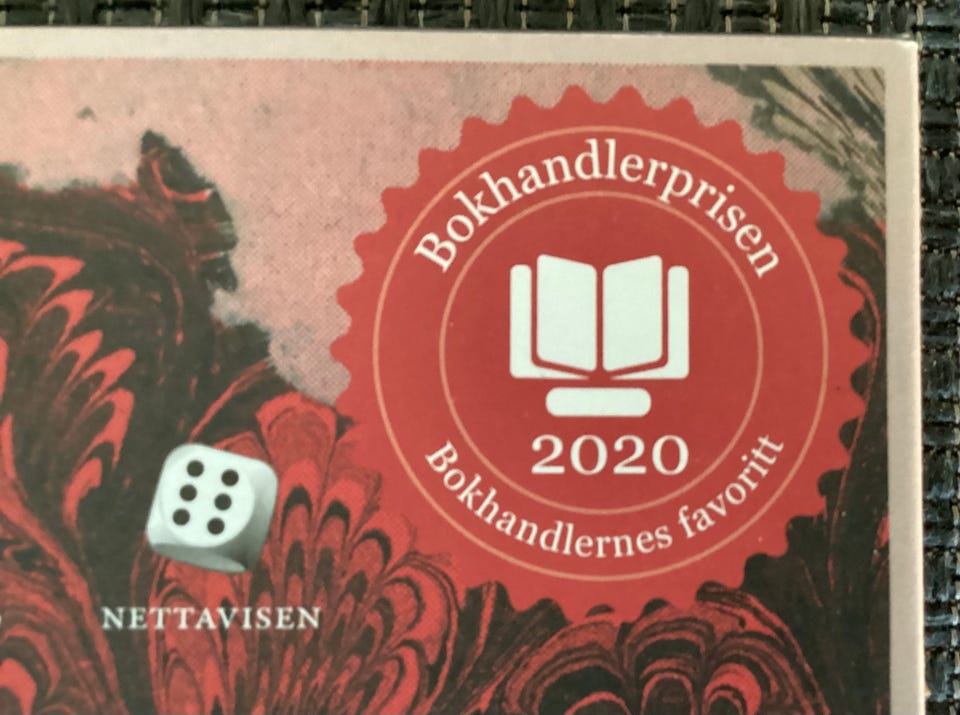 Bokhandlerprisen
2020
Bokhandlernes favoritt
NETTAVISEN